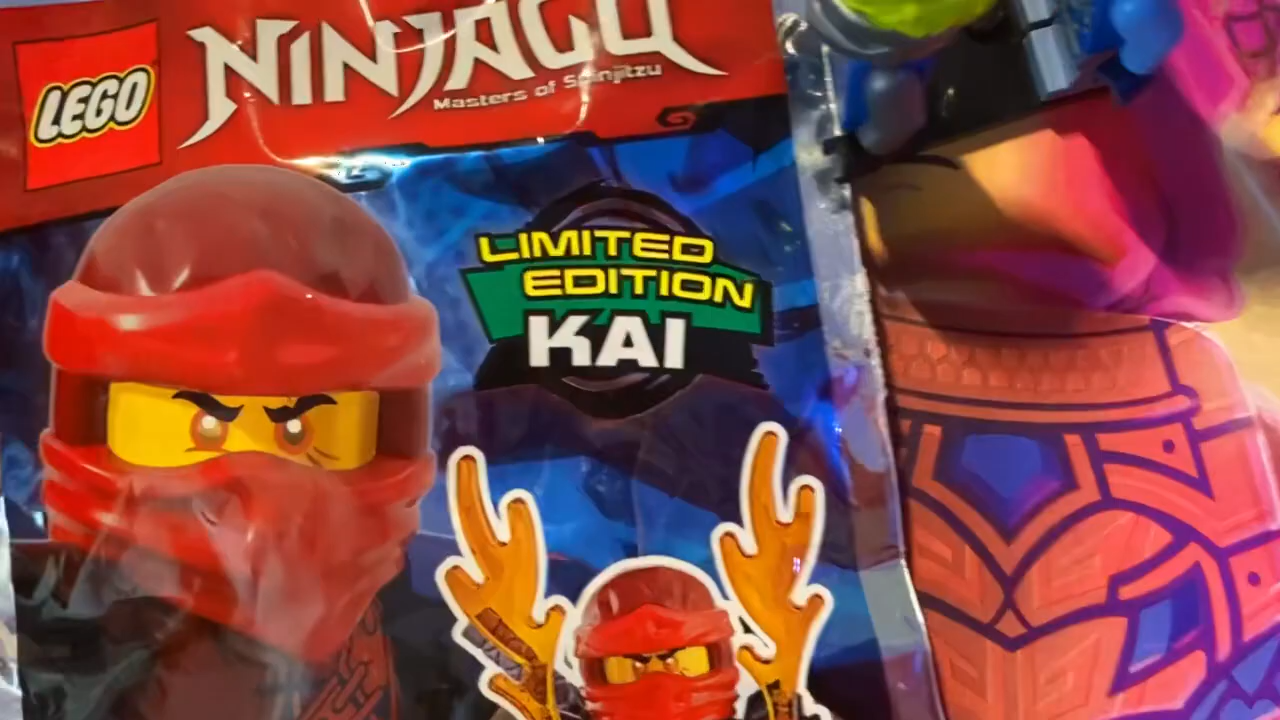 LEGO
NINJAGO
Masters of Spinjitzu
LIMITED
EDITION
KAI